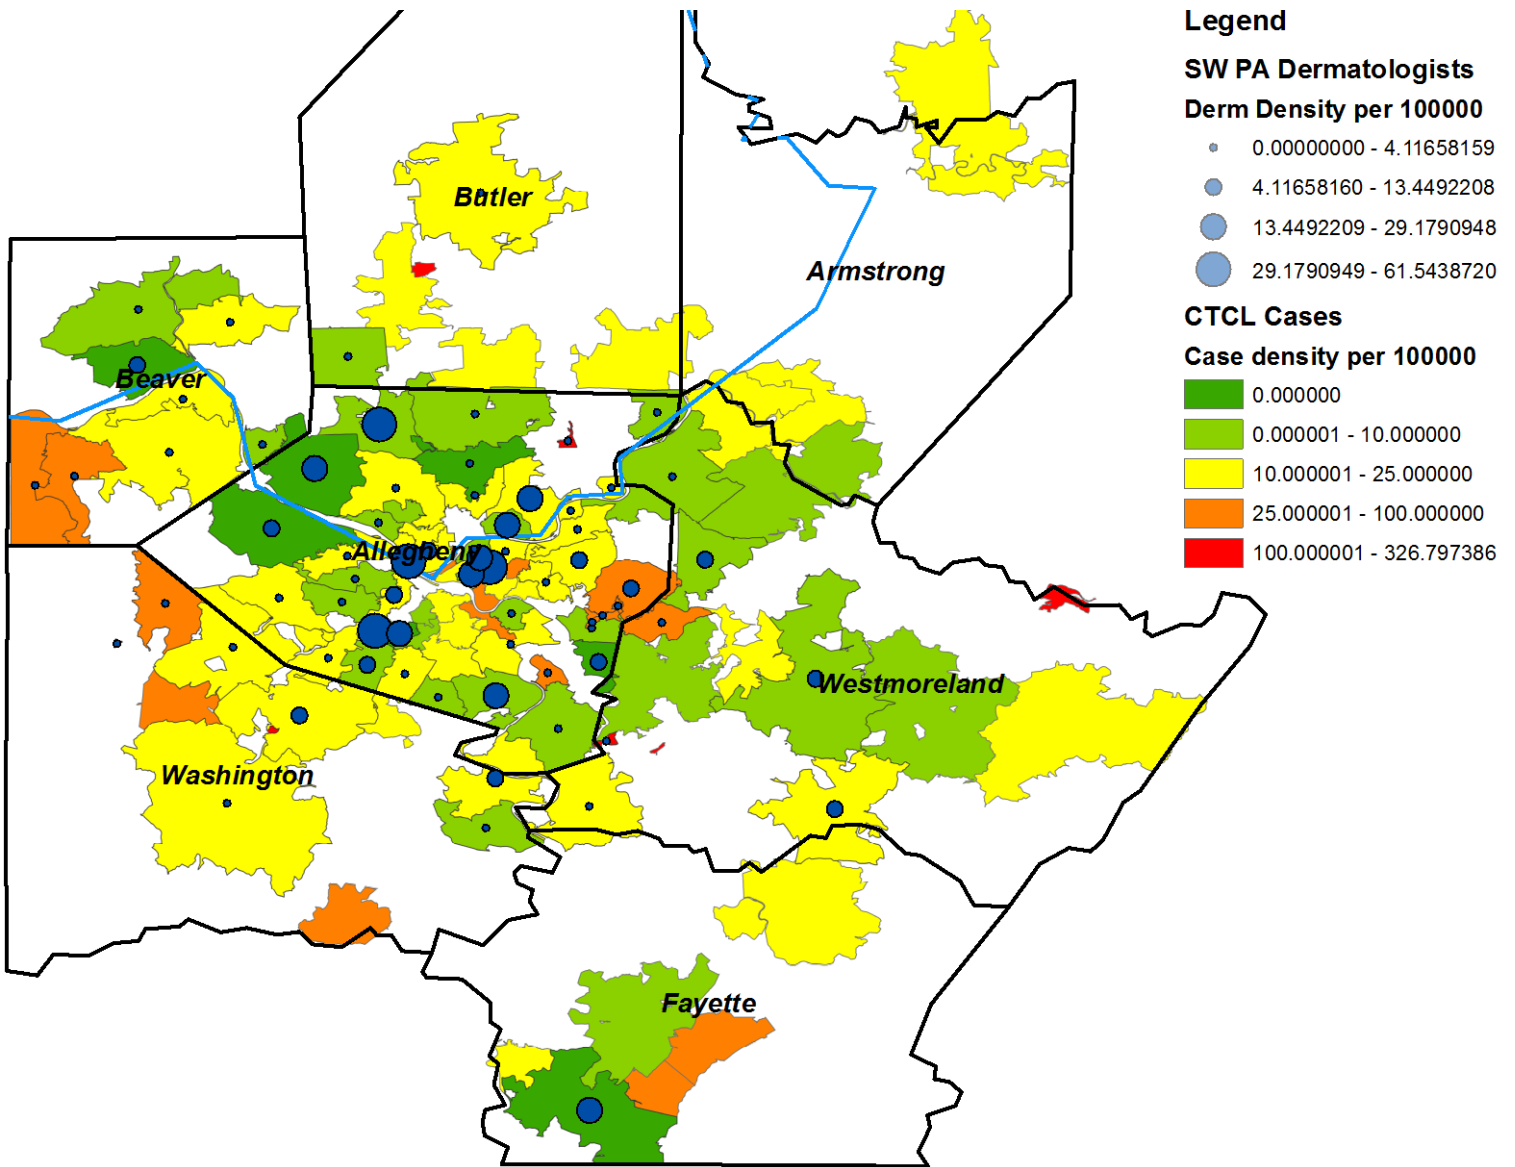 Legend
SW PA Dermatologists
Derm Density per 100000
0.00000000 - 4.11658159
4.11658160 - 13.4492208
13.4492209 - 29.1790948
29.1790949 - 61.5438720
CTCL Cases
Case density per 100000
0.000000
0.000001 - 10.000000
10.000001 - 25.000000
25.000001 - 100.000000
100.000001 - 326.797386
Butler
Armstrong
Beaver
Allegheny
Westmoreland
Washington
Fayette